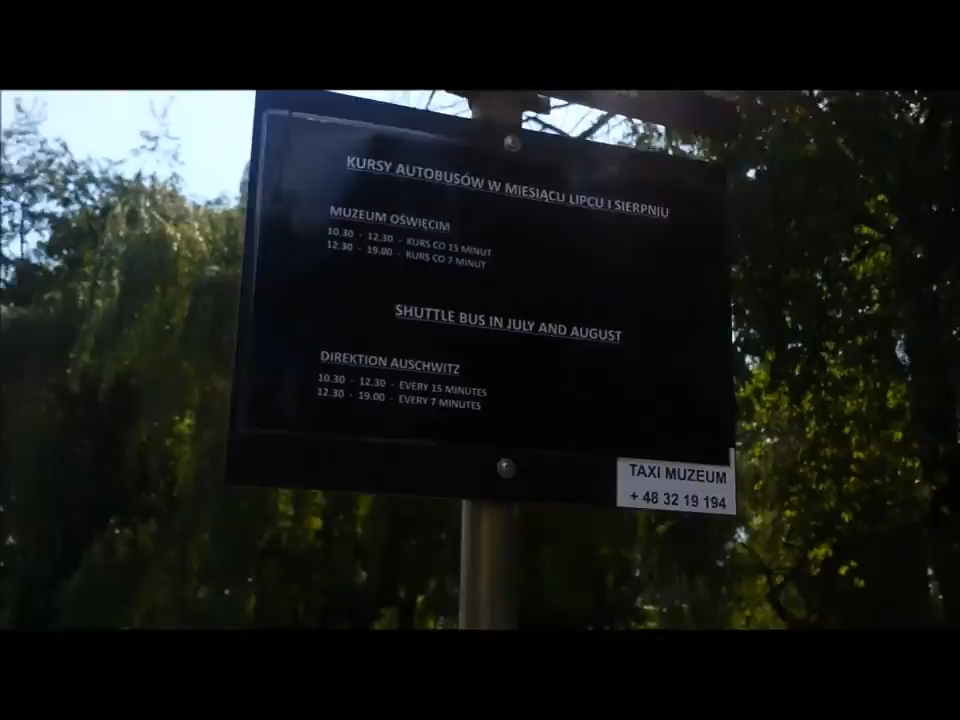 KURSY AUTOBUSÓW W MIESIĄCU LIPCU I SIERPNIU
MUZEUM OŚWIĘCIM
10.30 - 12.30 - KURS CO 15 MINUT
12.30 - 19.00 - KURS CO 7 MINUT
SHUTTLE BUS IN JULY AND AUGUST
DIREKTION AUSCHWITZ
10.30 - 12.30 - EVERY 15 MINUTES
12.30 - 19.00 - EVERY 7 MINUTES
TAXI MUZEUM
+ 48 32 19 194